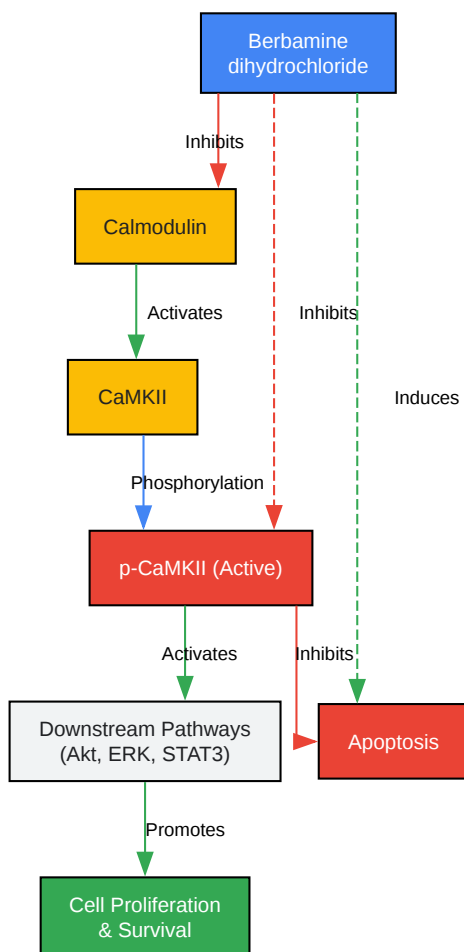 Berbamine
dihydrochloride
Inhibits
Calmodulin
Activates
Inhibits
CaMKII
Induces
Phosphorylation
p-CaMKII (Active)
Activates
Inhibits
Downstream Pathways
(Akt, ERK, STAT3)
Apoptosis
Promotes
Cell Proliferation
& Survival